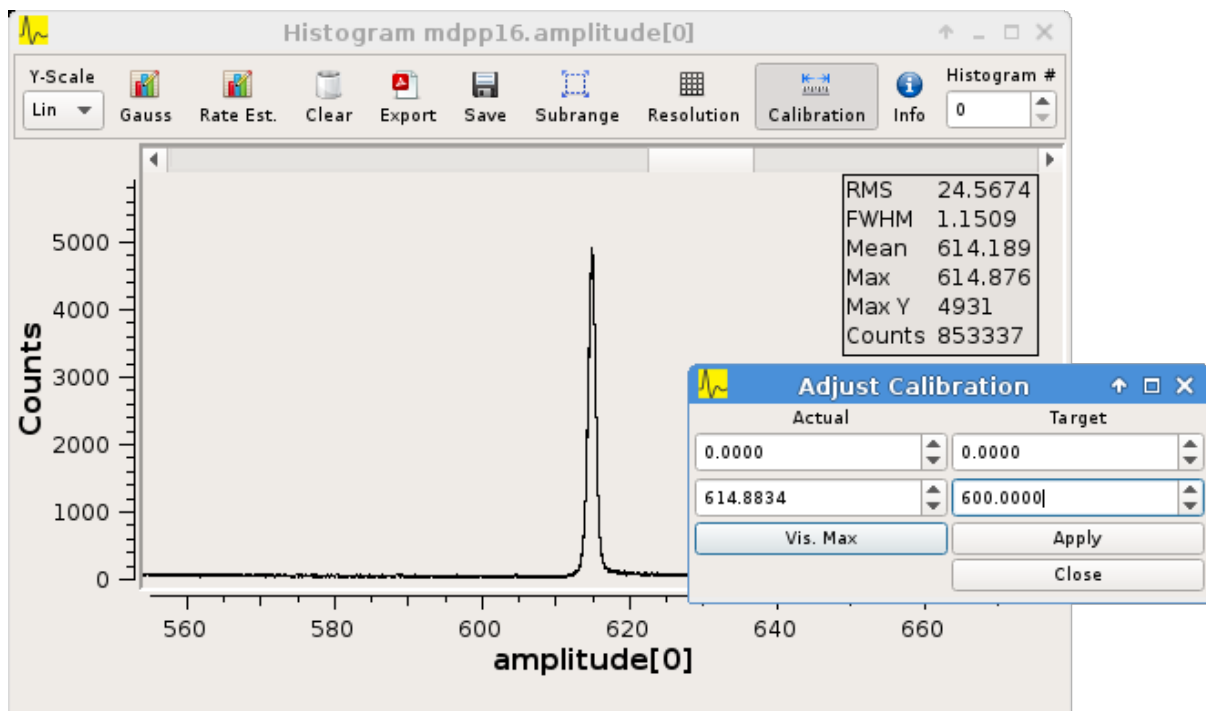 Histogram mdpp16.amplitude[0]
Y-Scale
Lin
Gauss
Rate Est.
Clear
Export
Save
Subrange
Resolution
Calibration
Info
Histogram #
0
RMS 24.5674
FWHM 1.1509
Mean 614.189
Max 614.876
Max Y 4931
Counts 853337
5000
4000
3000
2000
1000
0
Counts
560 580 600 620 640 660
amplitude[0]
Adjust Calibration
Actual Target
0.0000 0.0000
614.8834 600.0000
Vis. Max Apply
Close